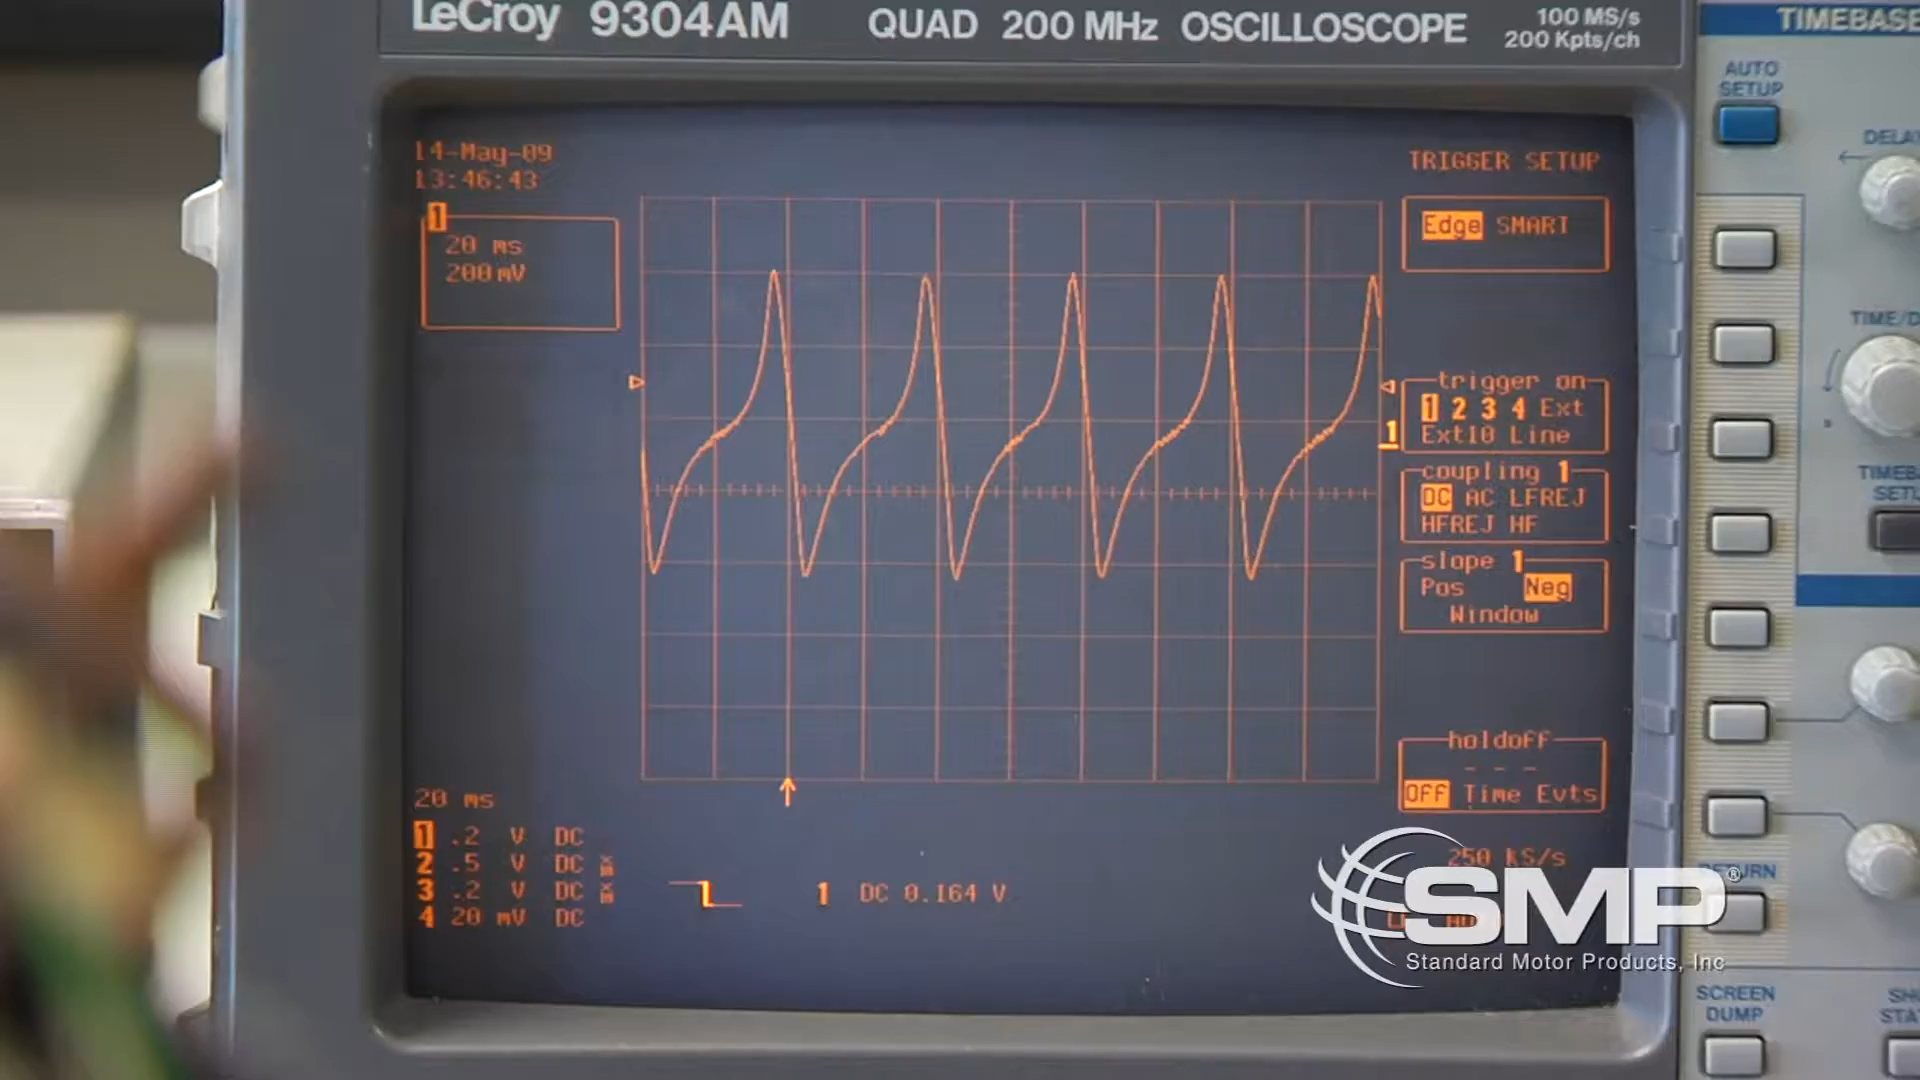 LeCroy 9304AM QUAD 200 MHz OSCILLOSCOPE 100 MS/s
200 Kpts/ch
TIMEBASE
AUTO
SETUP
DELAY
14-May-09
13:46:43
1
20 ms
200 mV
TRIGGER SETUP
Edge SMART
TIME/D
trigger on
1 2 3 4 Ext
Ext10 Line
1
coupling 1
DC AC LFREJ
HFREJ HF
TIMEB
SETU
slope 1
Pos Neg
Window
holdoff
- - -
OFF Time Evts
20 ms
1 .2 V DC
2 .5 V DC
3 .2 V DC
4 20 mV DC
1 DC 0.164 V
250 kS/s
SMP®
Standard Motor Products, Inc
SCREEN
DUMP
STA